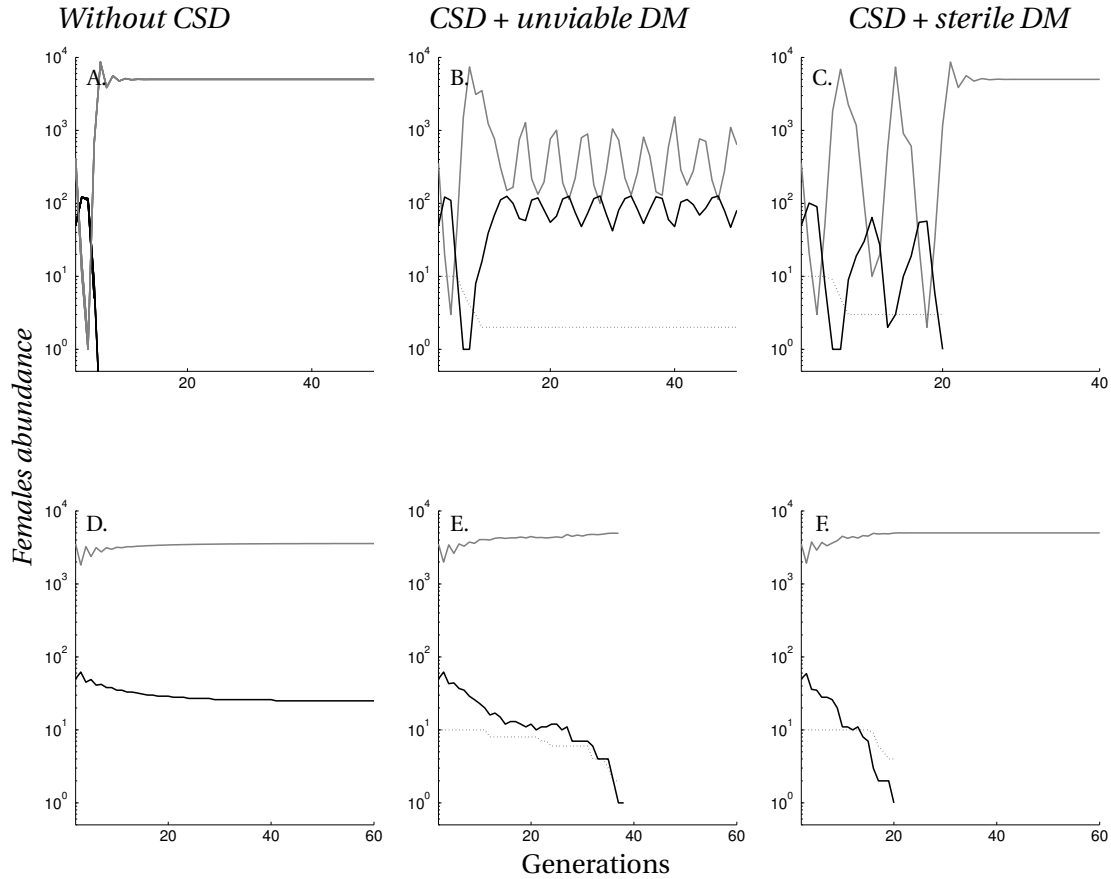 Without CSD CSD + unviable DM CSD + sterile DM
A. B. C.
10^4 10^4 10^4
10^3 10^3 10^3
10^2 10^2 10^2
10^1 10^1 10^1
10^0 10^0 10^0
20 40 20 40 20 40
Females abundance
D. E. F.
10^4 10^4 10^4
10^3 10^3 10^3
10^2 10^2 10^2
10^1 10^1 10^1
10^0 10^0 10^0
20 40 60 20 40 60 20 40 60
Generations